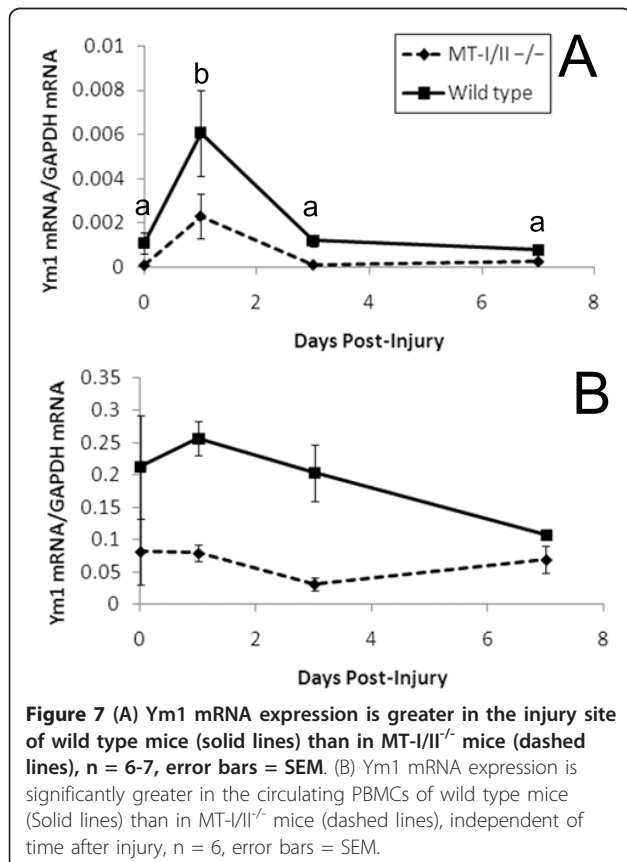 A
MT-I/II −/−
Wild type
Ym1 mRNA/GAPDH mRNA
0.01
0.008
0.006
0.004
0.002
0
a
b
a
a
0 2 4 6 8
Days Post-Injury
B
Ym1 mRNA/GAPDH mRNA
0.35
0.3
0.25
0.2
0.15
0.1
0.05
0
0 2 4 6 8
Days Post-Injury
Figure 7 (A) Ym1 mRNA expression is greater in the injury site
of wild type mice (solid lines) than in MT-I/II-/- mice (dashed
lines), n = 6-7, error bars = SEM. (B) Ym1 mRNA expression is
significantly greater in the circulating PBMCs of wild type mice
(Solid lines) than in MT-I/II-/- mice (dashed lines), independent of
time after injury, n = 6, error bars = SEM.